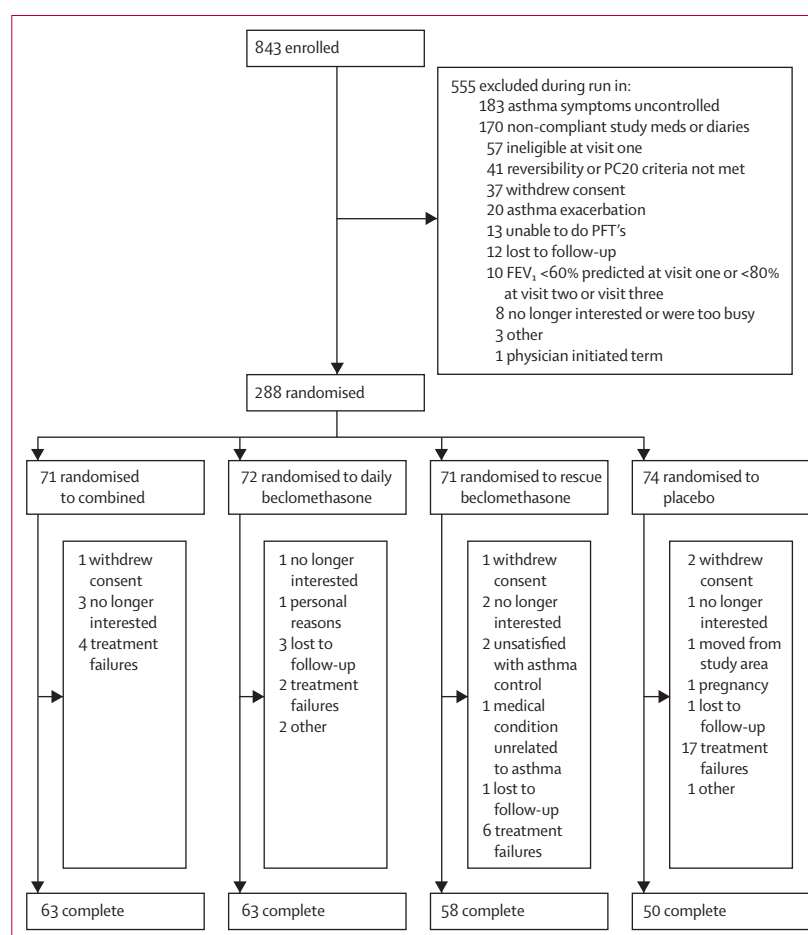 843 enrolled
555 excluded during run in:
183 asthma symptoms uncontrolled
170 non-compliant study meds or diaries
57 ineligible at visit one
41 reversibility or PC20 criteria not met
37 withdrew consent
20 asthma exacerbation
13 unable to do PFT's
12 lost to follow-up
10 FEV₁ <60% predicted at visit one or <80%
at visit two or visit three
8 no longer interested or were too busy
3 other
1 physician initiated term
288 randomised
71 randomised
to combined
1 withdrew
consent
3 no longer
interested
4 treatment
failures
63 complete
72 randomised to daily
beclomethasone
1 no longer
interested
1 personal
reasons
3 lost to
follow-up
2 treatment
failures
2 other
63 complete
71 randomised to rescue
beclomethasone
1 withdrew
consent
2 no longer
interested
2 unsatisfied
with asthma
control
1 medical
condition
unrelated
to asthma
1 lost to
follow-up
6 treatment
failures
58 complete
74 randomised to
placebo
2 withdrew
consent
1 no longer
interested
1 moved from
study area
1 pregnancy
1 lost to
follow-up
17 treatment
failures
1 other
50 complete